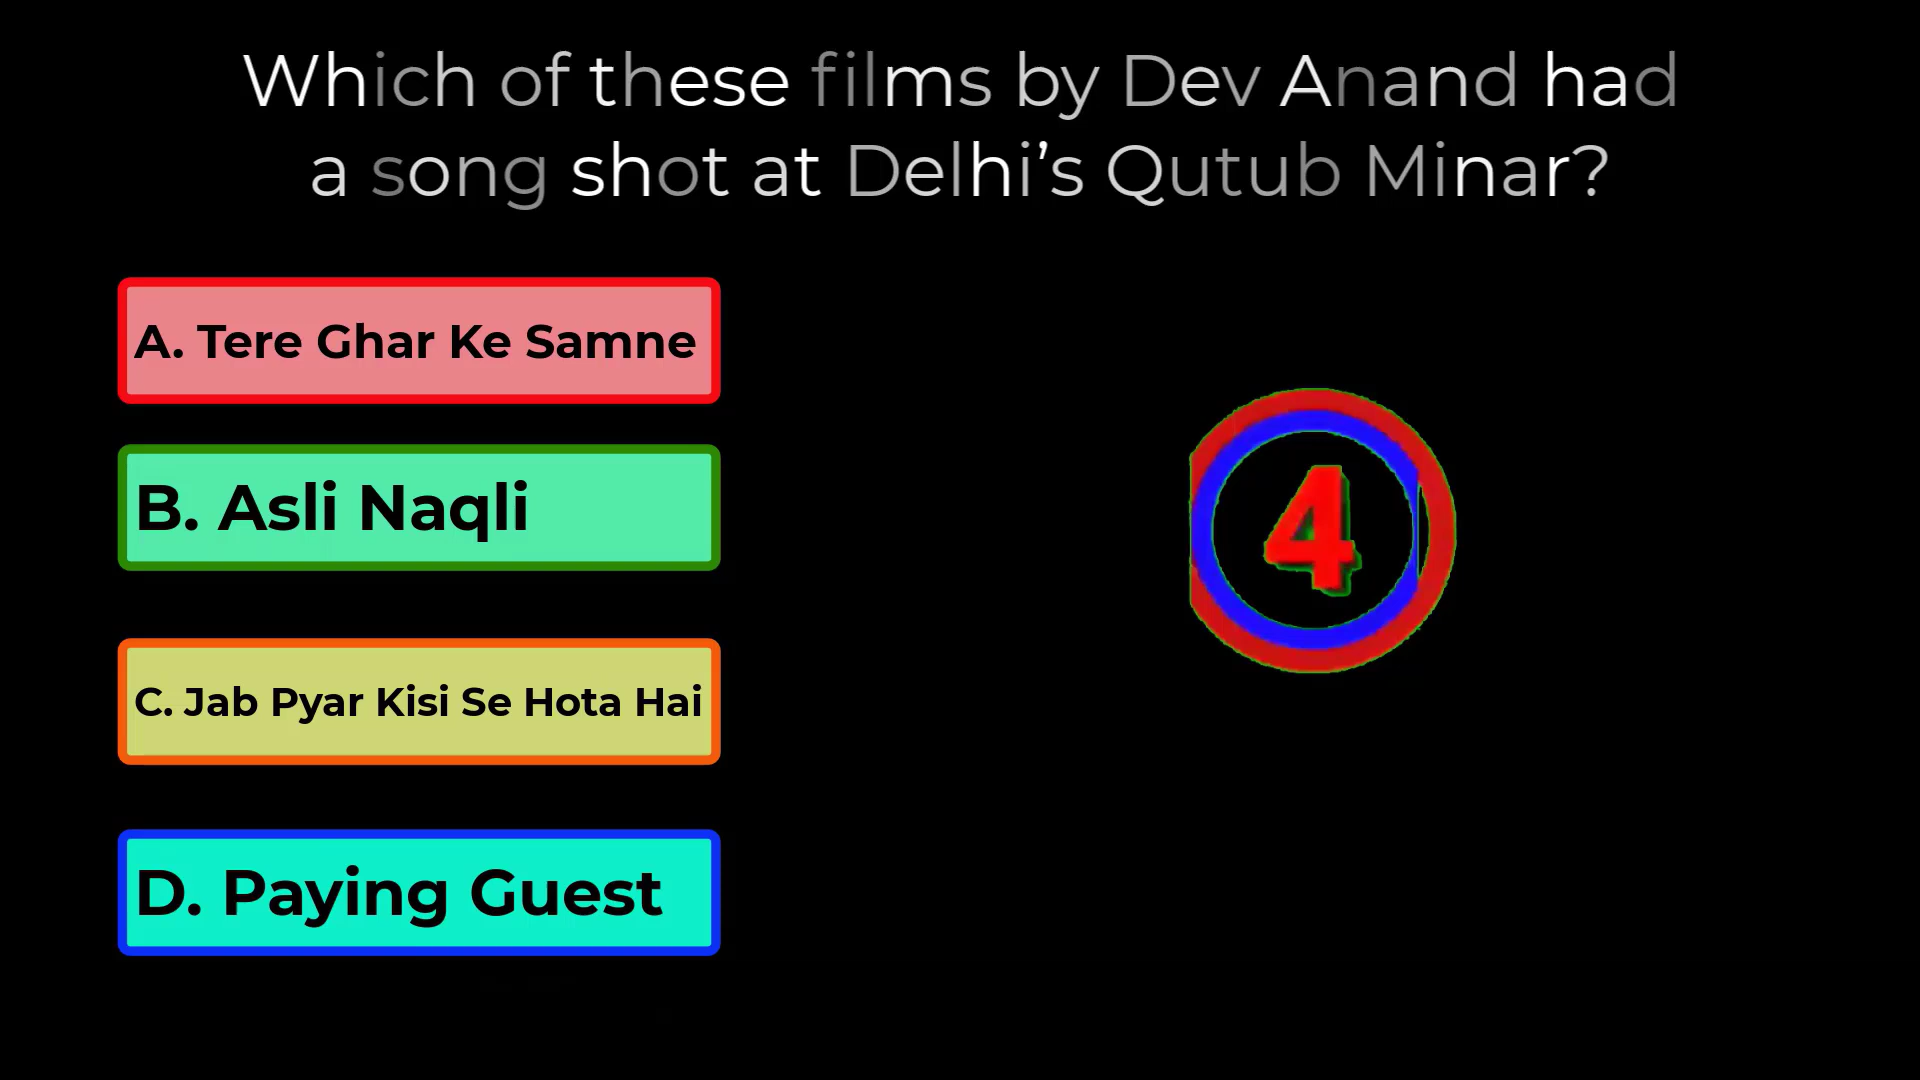 Which of these films by Dev Anand had
a song shot at Delhi’s Qutub Minar?
A. Tere Ghar Ke Samne
B. Asli Naqli
4
C. Jab Pyar Kisi Se Hota Hai
D. Paying Guest